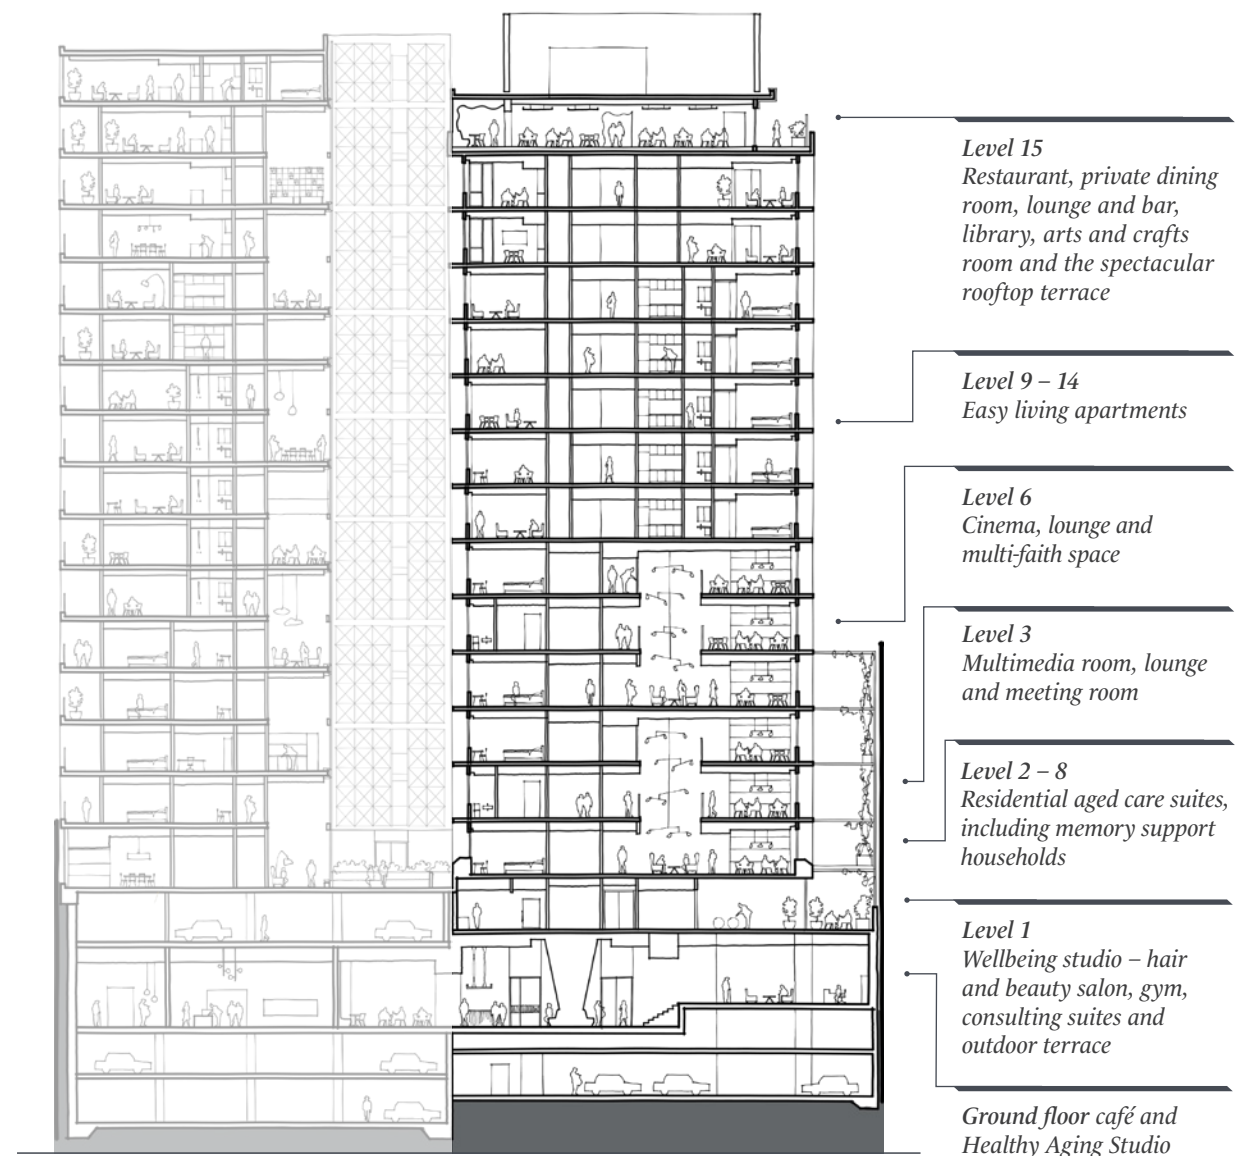 Level 15
Restaurant, private dining
room, lounge and bar,
library, arts and crafts
room and the spectacular
rooftop terrace
Level 9 – 14
Easy living apartments
Level 6
Cinema, lounge and
multi-faith space
Level 3
Multimedia room, lounge
and meeting room
Level 2 – 8
Residential aged care suites,
including memory support
households
Level 1
Wellbeing studio – hair
and beauty salon, gym,
consulting suites and
outdoor terrace
Ground floor café and
Healthy Aging Studio